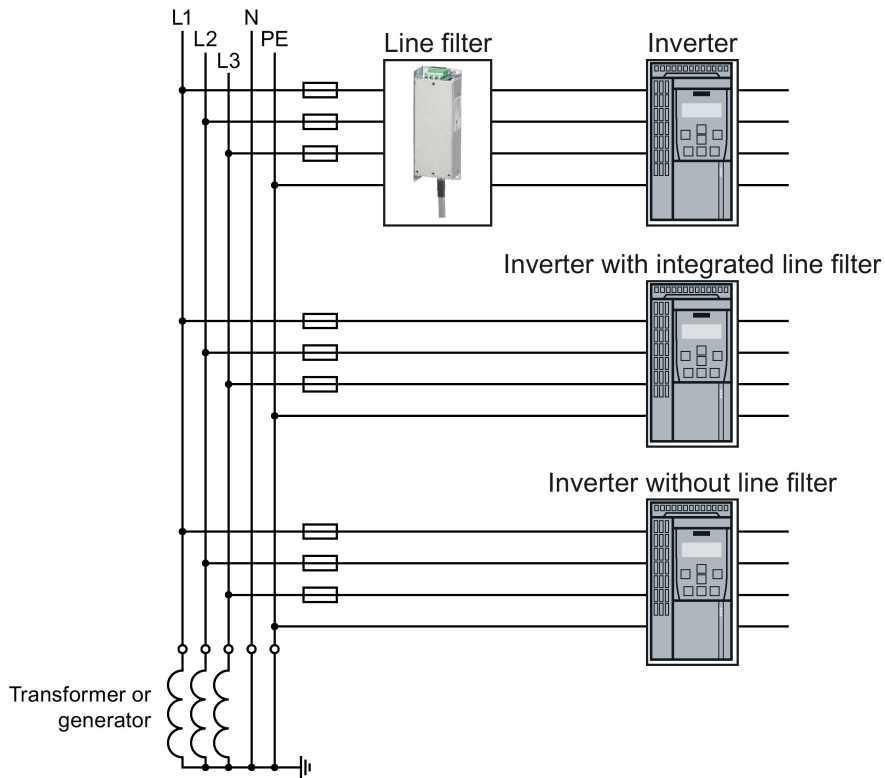 L1
L2
L3
N
PE
Line filter
Inverter
Inverter with integrated line filter
Inverter without line filter
Transformer or
generator